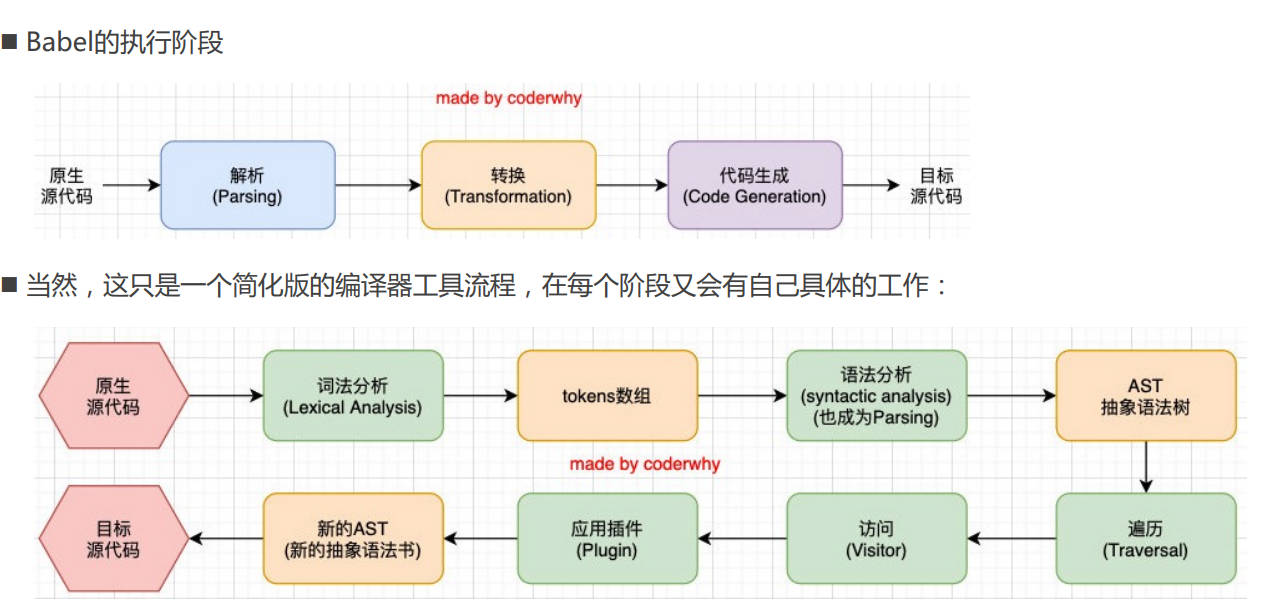 Babel的执行阶段
made by coderwhy
原生
源代码
解析
(Parsing)
转换
(Transformation)
代码生成
(Code Generation)
目标
源代码
当然，这只是一个简化版的编译器工具流程，在每个阶段又会有自己具体的工作：
原生
源代码
词法分析
(Lexical Analysis)
tokens数组
语法分析
(syntactic analysis)
(也成为Parsing)
AST
抽象语法树
made by coderwhy
目标
源代码
新的AST
(新的抽象语法书)
应用插件
(Plugin)
访问
(Visitor)
遍历
(Traversal)